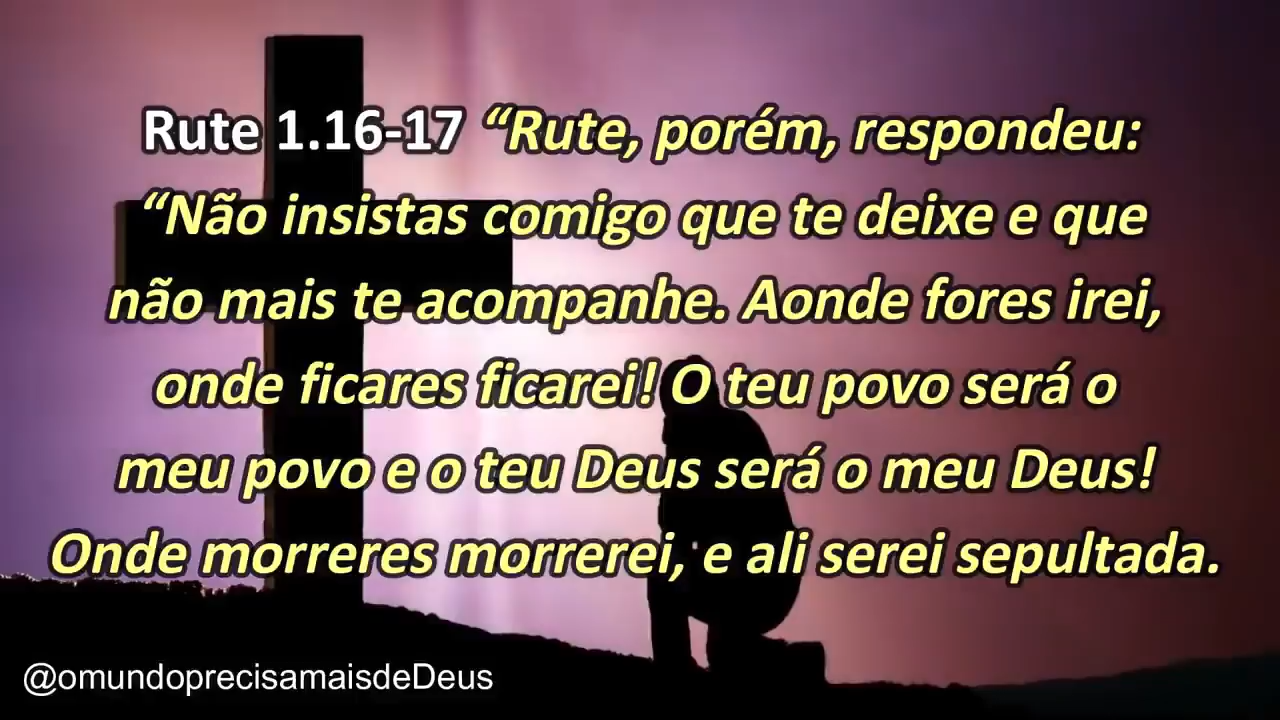 Rute 1.16-17 “Rute, porém, respondeu:
“Não insistas comigo que te deixe e que
não mais te acompanhe. Aonde fores irei,
onde ficares ficarei! O teu povo será o
meu povo e o teu Deus será o meu Deus!
Onde morreres morrerei, e ali serei sepultada.
@omundoprecisamaisdeDeus